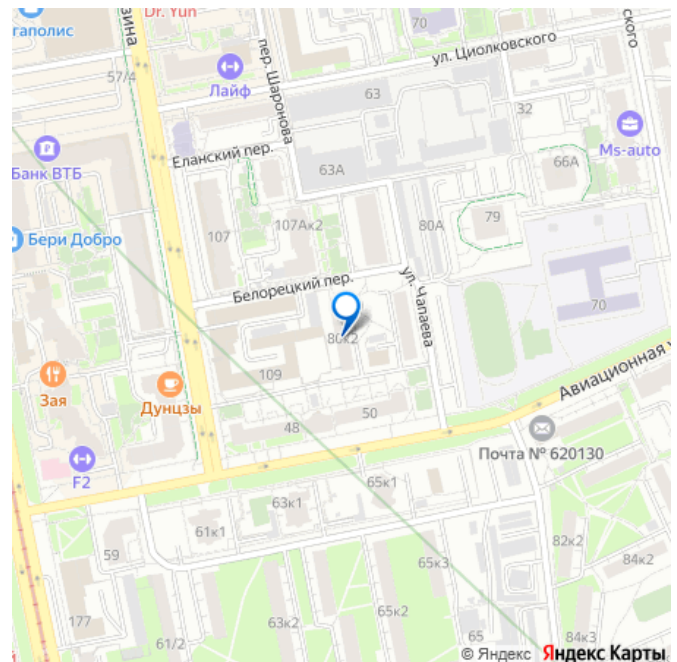 гаполис
Dr. Yun
зина
70
ского
ул. Циолковского
57/4
Лайф
пер. Шаронова
63
32
Ms-auto
Еланский пер.
63А
66А
Банк ВТБ
107
107Ак2
80А
79
Бери Добро
Белорецкий пер.
ул. Чапаева
70
80к2
109
Зая
Дунцзы
50
48
Авиационная
Почта № 620130
F2
65к1
63к1
61к1
59
65к3
82к2
84к2
177
61/2
63к2
65к2
65
84к3
© Яндекс Яндекс Карты